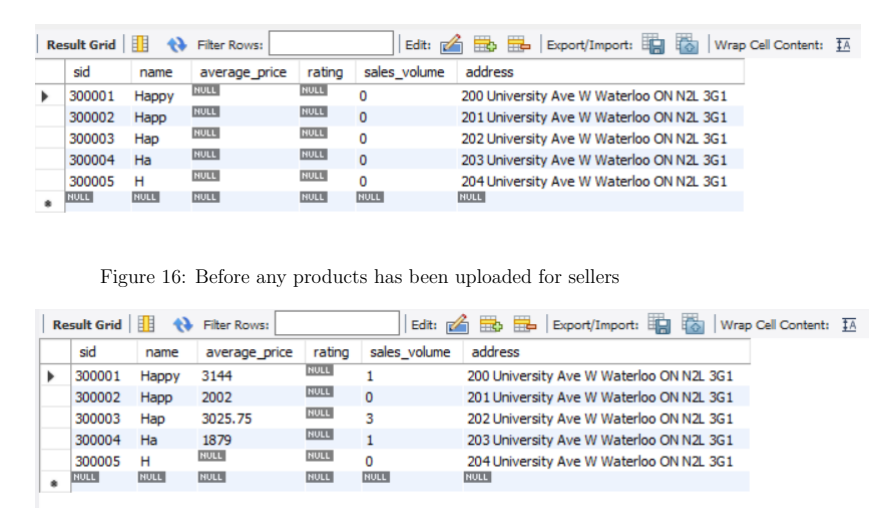 Result Grid Filter Rows: Edit: Export/Import: Wrap Cell Content: IA
sid name average_price rating sales_volume address
300001 Happy NULL NULL 0 200 University Ave W Waterloo ON N2L 3G1
300002 Happ NULL NULL 0 201 University Ave W Waterloo ON N2L 3G1
300003 Hap NULL NULL 0 202 University Ave W Waterloo ON N2L 3G1
300004 Ha NULL NULL 0 203 University Ave W Waterloo ON N2L 3G1
300005 H NULL NULL 0 204 University Ave W Waterloo ON N2L 3G1
NULL NULL NULL NULL NULL NULL
Figure 16: Before any products has been uploaded for sellers
Result Grid Filter Rows: Edit: Export/Import: Wrap Cell Content: IA
sid name average_price rating sales_volume address
300001 Happy 3144 NULL 1 200 University Ave W Waterloo ON N2L 3G1
300002 Happ 2002 NULL 0 201 University Ave W Waterloo ON N2L 3G1
300003 Hap 3025.75 NULL 3 202 University Ave W Waterloo ON N2L 3G1
300004 Ha 1879 NULL 1 203 University Ave W Waterloo ON N2L 3G1
300005 H NULL NULL 0 204 University Ave W Waterloo ON N2L 3G1
NULL NULL NULL NULL NULL NULL